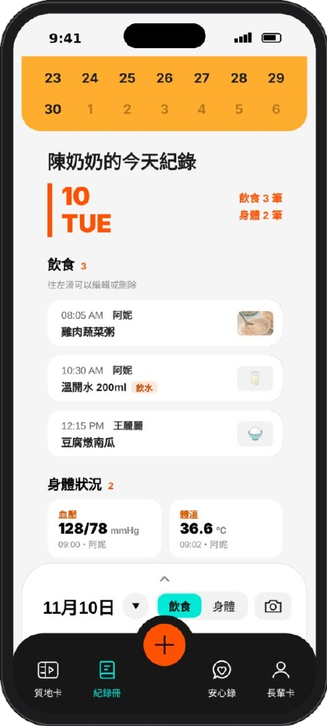 9:41
23 24 25 26 27 28 29
30 1 2 3 4 5 6
陳奶奶的今天紀錄
10
TUE
飲食 3 筆
身體 2 筆
飲食 3
往左滑可以編輯或刪除
08:05 AM 阿妮
雞肉蔬菜粥
10:30 AM 阿妮
溫開水 200ml 飲水
12:15 PM 王麗麗
豆腐燉南瓜
身體狀況 2
血壓
128/78 mmHg
09:00・阿妮
體溫
36.6 °C
09:02・阿妮
11月10日 ▼ 飲食 身體
+
質地卡 紀錄冊 安心錄 長輩卡